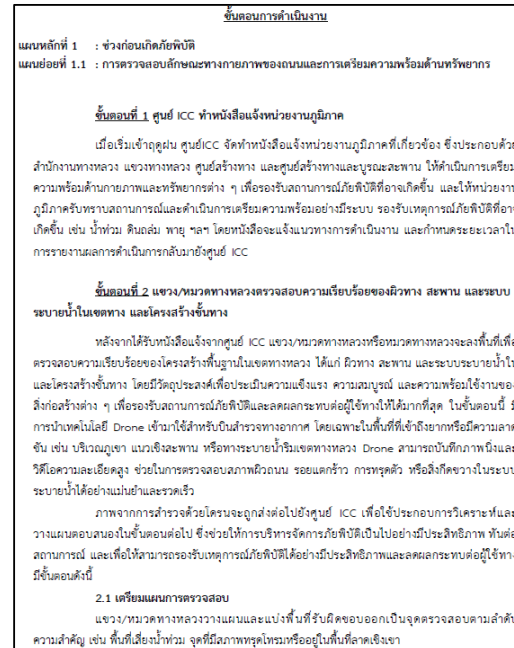 ขั้นตอนการดำเนินงาน
แผนหลักที่ 1 : ช่วงก่อนเกิดภัยพิบัติ
แผนย่อยที่ 1.1 : การตรวจสอบลักษณะทางกายภาพของถนนและการเตรียมความพร้อมด้านทรัพยากร
ขั้นตอนที่ 1 ศูนย์ ICC ทำหนังสือแจ้งหน่วยงานภูมิภาค
เมื่อเริ่มเข้าฤดูฝน ศูนย์ICC จัดทำหนังสือแจ้งหน่วยงานภูมิภาคที่เกี่ยวข้อง ซึ่งประกอบด้วย
สำนักงานทางหลวง แขวงทางหลวง ศูนย์สร้างทาง และศูนย์สร้างทางและบูรณะสะพาน ให้ดำเนินการเตรียม
ความพร้อมด้านกายภาพและทรัพยากรต่าง ๆ เพื่อรองรับสถานการณ์ภัยพิบัติที่อาจเกิดขึ้น และให้หน่วยงาน
ภูมิภาครับทราบสถานการณ์และดำเนินการเตรียมความพร้อมอย่างมีระบบ รองรับเหตุการณ์ภัยพิบัติที่อาจ
เกิดขึ้น เช่น น้ำท่วม ดินถล่ม พายุ ฯลฯ โดยหนังสือจะแจ้งแนวทางการดำเนินงาน และกำหนดระยะเวลาใน
การรายงานผลการดำเนินการกลับมายังศูนย์ ICC
ขั้นตอนที่ 2 แขวง/หมวดทางหลวงตรวจสอบความเรียบร้อยของผิวทาง สะพาน และระบบ
ระบายน้ำในเขตทาง และโครงสร้างชั้นทาง
หลังจากได้รับหนังสือแจ้งจากศูนย์ ICC แขวง/หมวดทางหลวงหรือหมวดทางหลวงจะลงพื้นที่เพื่อ
ตรวจสอบความเรียบร้อยของโครงสร้างพื้นฐานในเขตทางหลวง ได้แก่ ผิวทาง สะพาน และระบบระบายน้ำใน
และโครงสร้างชั้นทาง โดยมีวัตถุประสงค์เพื่อประเมินความแข็งแรง ความสมบูรณ์ และความพร้อมใช้งานของ
สิ่งก่อสร้างต่าง ๆ เพื่อรองรับสถานการณ์ภัยพิบัติและลดผลกระทบต่อผู้ใช้ทางให้ได้มากที่สุด ในขั้นตอนนี้ มี
การนำเทคโนโลยี Drone เข้ามาใช้สำหรับบินสำรวจทางอากาศ โดยเฉพาะในพื้นที่ที่เข้าถึงยากหรือมีความลาด
ชัน เช่น บริเวณภูเขา แนวเชิงสะพาน หรือทางระบายน้ำริมเขตทางหลวง Drone สามารถบันทึกภาพนิ่งและ
วิดีโอความละเอียดสูง ช่วยในการตรวจสอบสภาพผิวถนน รอยแตกร้าว การทรุดตัว หรือสิ่งกีดขวางในระบบ
ระบายน้ำได้อย่างแม่นยำและรวดเร็ว
ภาพจากการสำรวจด้วยโดรนจะถูกส่งต่อไปยังศูนย์ ICC เพื่อใช้ประกอบการวิเคราะห์และ
วางแผนตอบสนองในขั้นตอนต่อไป ซึ่งช่วยให้การบริหารจัดการภัยพิบัติเป็นไปอย่างมีประสิทธิภาพ ทันต่อ
สถานการณ์ และเพื่อให้สามารถรองรับเหตุการณ์ภัยพิบัติได้อย่างมีประสิทธิภาพและลดผลกระทบต่อผู้ใช้ทาง
มีขั้นตอนดังนี้
2.1 เตรียมแผนการตรวจสอบ
แขวง/หมวดทางหลวงวางแผนและแบ่งพื้นที่รับผิดชอบออกเป็นจุดตรวจสอบตามลำดับ
ความสำคัญ เช่น พื้นที่เสี่ยงน้ำท่วม จุดที่มีสภาพทรุดโทรมหรืออยู่ในพื้นที่ลาดเชิงเขา